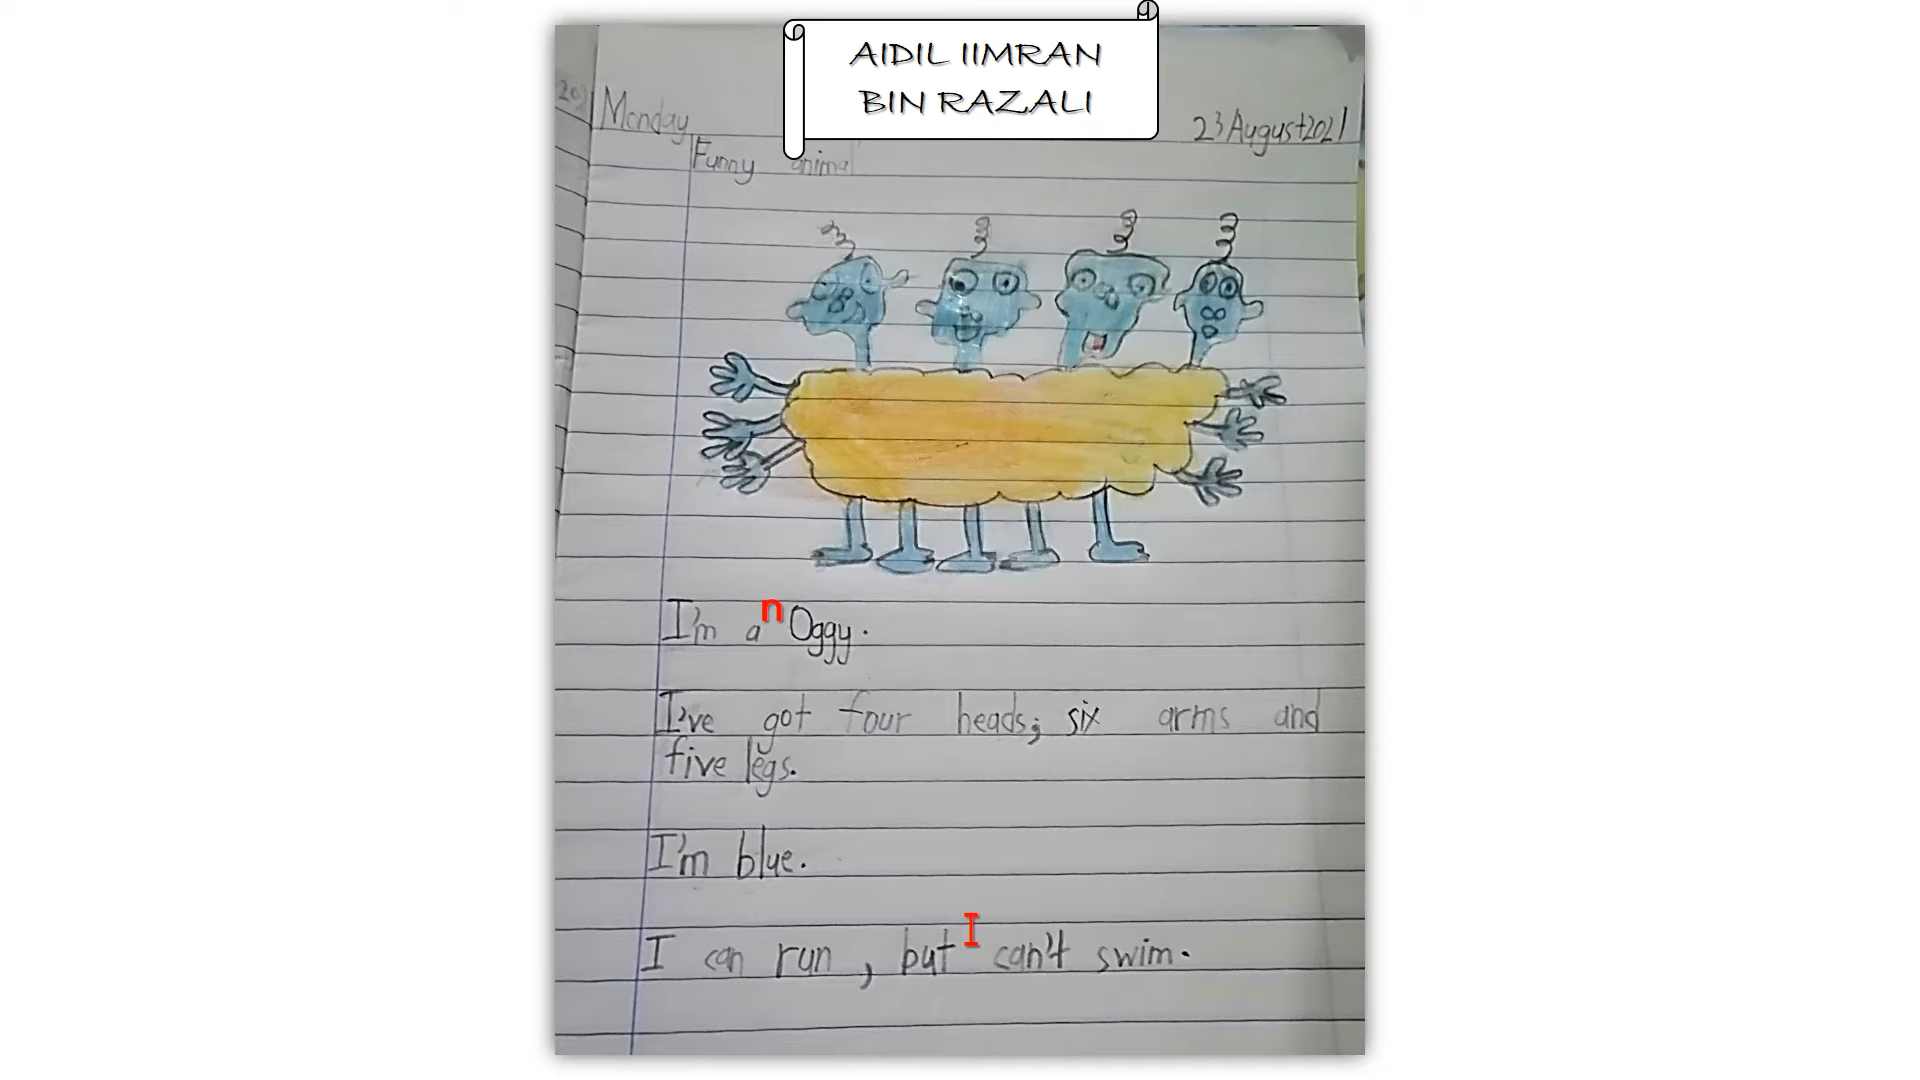 AIDIL IIMRAN
BIN RAZALI
Monday 23 August 2021
Funny animal
I'm an Oggy.
I've got four heads, six arms and
five legs.
I'm blue.
I can run, but I can't swim.